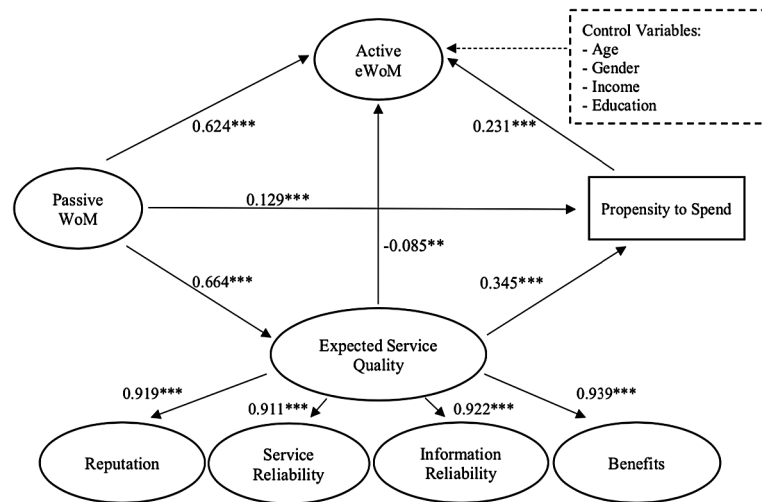 Active
eWoM
Control Variables:
- Age
- Gender
- Income
- Education
0.624***
0.231***
Passive
WoM
0.129***
Propensity to Spend
-0.085**
0.664***
0.345***
Expected Service
Quality
0.919***
0.911***
0.922***
0.939***
Reputation
Service
Reliability
Information
Reliability
Benefits